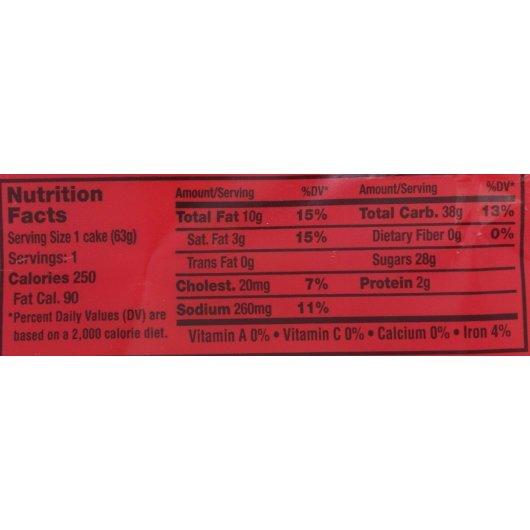 Nutrition
Facts
Serving Size 1 cake (63g)
Servings: 1
Calories 250
Fat Cal. 90
*Percent Daily Values (DV) are
based on a 2,000 calorie diet.
Amount/Serving %DV*
Total Fat 10g 15%
Sat. Fat 3g 15%
Trans Fat 0g
Cholest. 20mg 7%
Sodium 260mg 11%
Amount/Serving %DV*
Total Carb. 38g 13%
Dietary Fiber 0g 0%
Sugars 28g
Protein 2g
Vitamin A 0% • Vitamin C 0% • Calcium 0% • Iron 4%